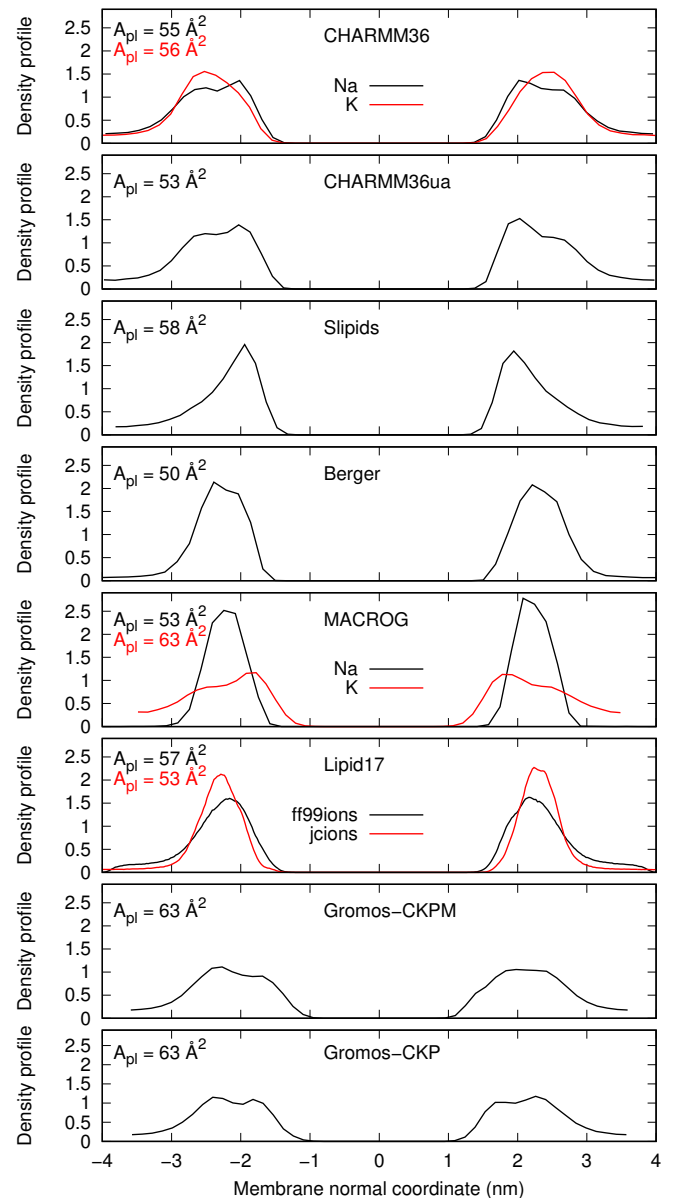 A_pl = 55 Å^2
A_pl = 56 Å^2
CHARMM36
Na
K
Density profile
2.5
2
1.5
1
0.5
0
A_pl = 53 Å^2
CHARMM36ua
Density profile
2.5
2
1.5
1
0.5
0
A_pl = 58 Å^2
Slipids
Density profile
2.5
2
1.5
1
0.5
0
A_pl = 50 Å^2
Berger
Density profile
2.5
2
1.5
1
0.5
0
A_pl = 53 Å^2
A_pl = 63 Å^2
MACROG
Na
K
Density profile
2.5
2
1.5
1
0.5
0
A_pl = 57 Å^2
A_pl = 53 Å^2
Lipid17
ff99ions
jcions
Density profile
2.5
2
1.5
1
0.5
0
A_pl = 63 Å^2
Gromos−CKPM
Density profile
2.5
2
1.5
1
0.5
0
A_pl = 63 Å^2
Gromos−CKP
Density profile
2.5
2
1.5
1
0.5
0
−4 −3 −2 −1 0 1 2 3 4
Membrane normal coordinate (nm)